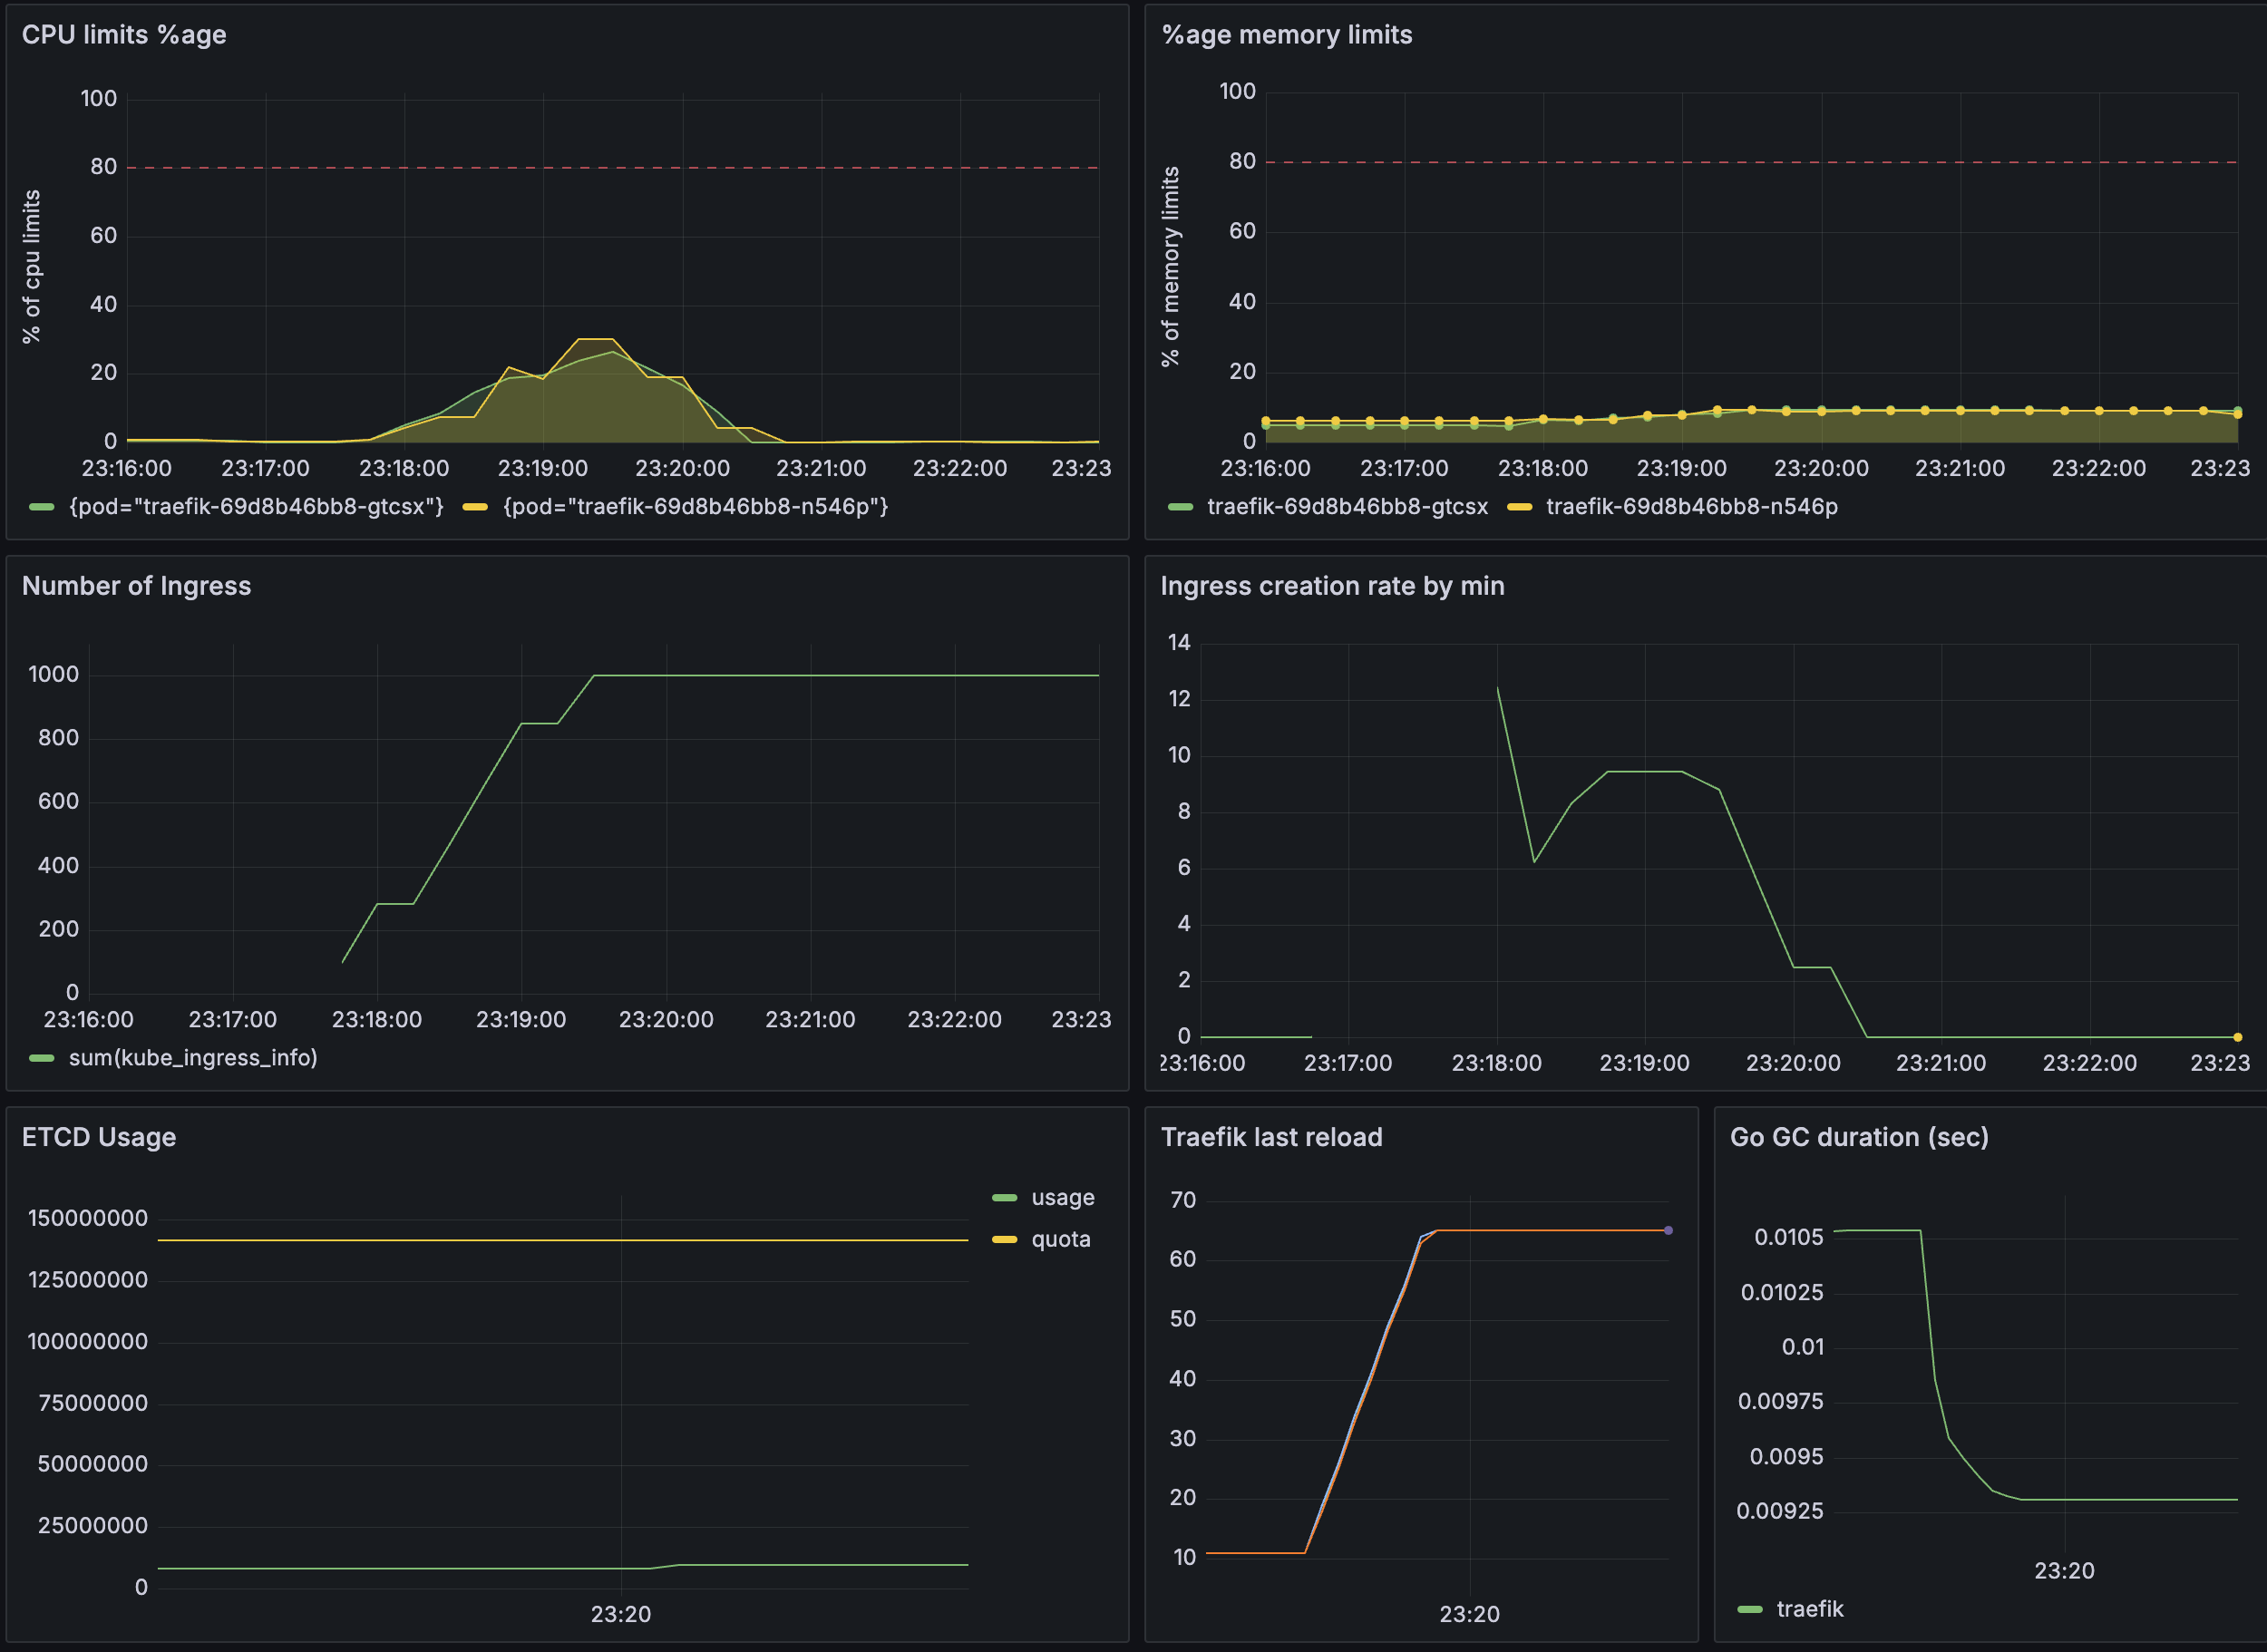 CPU limits %age
100
80
60
40
20
0
% of cpu limits
23:16:00 23:17:00 23:18:00 23:19:00 23:20:00 23:21:00 23:22:00 23:23
{pod="traefik-69d8b46bb8-gtcsx"} {pod="traefik-69d8b46bb8-n546p"}
%age memory limits
100
80
60
40
20
0
% of memory limits
23:16:00 23:17:00 23:18:00 23:19:00 23:20:00 23:21:00 23:22:00 23:23
traefik-69d8b46bb8-gtcsx traefik-69d8b46bb8-n546p
Number of Ingress
1000
800
600
400
200
0
23:16:00 23:17:00 23:18:00 23:19:00 23:20:00 23:21:00 23:22:00 23:23
sum(kube_ingress_info)
Ingress creation rate by min
14
12
10
8
6
4
2
0
23:16:00 23:17:00 23:18:00 23:19:00 23:20:00 23:21:00 23:22:00 23:23
ETCD Usage
150000000
125000000
100000000
75000000
50000000
25000000
0
23:20
usage
quota
Traefik last reload
70
60
50
40
30
20
10
23:20
Go GC duration (sec)
0.0105
0.01025
0.01
0.00975
0.0095
0.00925
23:20
traefik